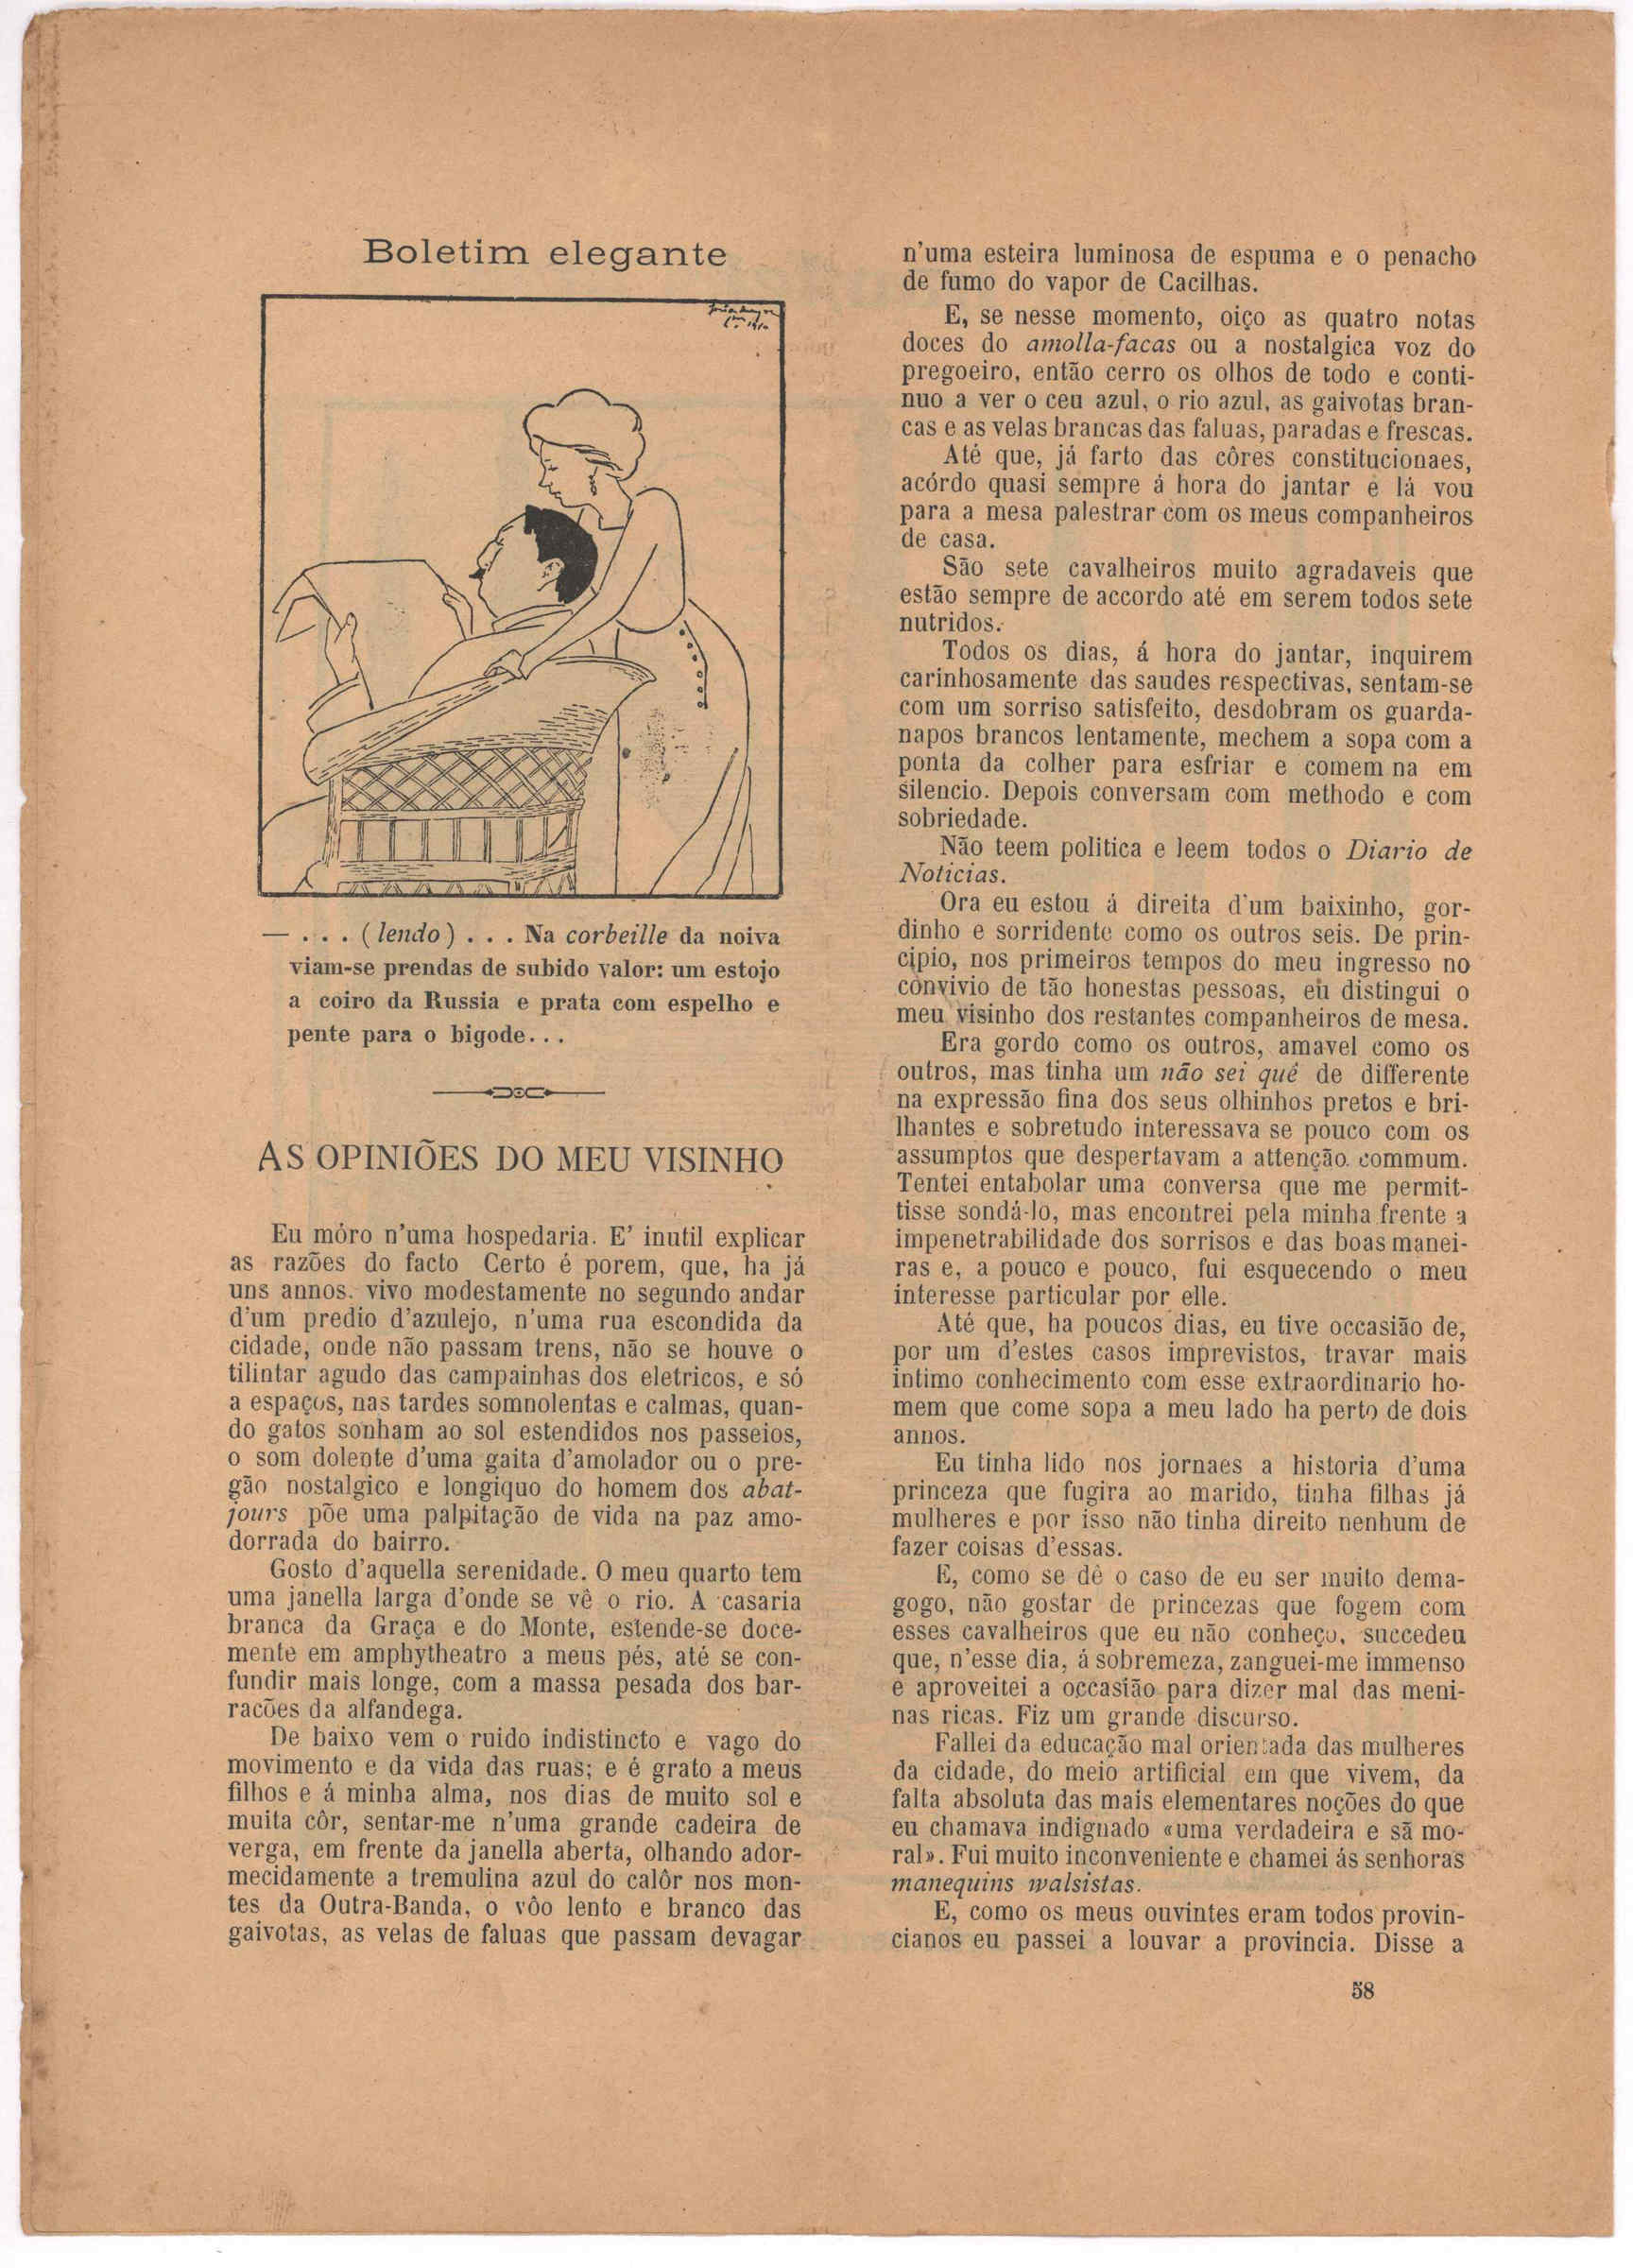 Boletim elegante
— . . . (lendo) . . . Na corbeille da noiva
viam-se prendas de subido valor: um estojo
a coiro da Russia e prata com espelho e
pente para o bigode. . .
AS OPINIÕES DO MEU VISINHO
Eu móro n'uma hospedaria. E' inutil explicar
as razões do facto Certo é porem, que, ha já
uns annos. vivo modestamente no segundo andar
d'um predio d'azulejo, n'uma rua escondida da
cidade, onde não passam trens, não se houve o
tilintar agudo das campainhas dos eletricos, e só
a espaços, nas tardes somnolentas e calmas, quan-
do gatos sonham ao sol estendidos nos passeios,
o som dolente d'uma gaita d'amolador ou o pre-
gão nostalgico e longiquo do homem dos abat-
jours põe uma palpitação de vida na paz amo-
dorrada do bairro.
Gosto d'aquella serenidade. O meu quarto tem
uma janella larga d'onde se vê o rio. A casaria
branca da Graça e do Monte, estende-se doce-
mente em amphytheatro a meus pés, até se con-
fundir mais longe, com a massa pesada dos bar-
racões da alfandega.
De baixo vem o ruido indistincto e vago do
movimento e da vida das ruas; e é grato a meus
filhos e á minha alma, nos dias de muito sol e
muita côr, sentar-me n'uma grande cadeira de
verga, em frente da janella aberta, olhando ador-
mecidamente a tremulina azul do calôr nos mon-
tes da Outra-Banda, o vôo lento e branco das
gaivotas, as velas de faluas que passam devagar
n'uma esteira luminosa de espuma e o penacho
de fumo do vapor de Cacilhas.
E, se nesse momento, oiço as quatro notas
doces do amolla-facas ou a nostalgica voz do
pregoeiro, então cerro os olhos de todo e conti-
nuo a ver o ceu azul, o rio azul, as gaivotas bran-
cas e as velas brancas das faluas, paradas e frescas.
Até que, já farto das côres constitucionaes,
acórdo quasi sempre á hora do jantar e lá vou
para a mesa palestrar com os meus companheiros
de casa.
São sete cavalheiros muito agradaveis que
estão sempre de accordo até em serem todos sete
nutridos.
Todos os dias, á hora do jantar, inquirem
carinhosamente das saudes respectivas, sentam-se
com um sorriso satisfeito, desdobram os guarda-
napos brancos lentamente, mechem a sopa com a
ponta da colher para esfriar e comem na em
silencio. Depois conversam com methodo e com
sobriedade.
Não teem politica e leem todos o Diario de
Noticias.
Ora eu estou á direita d'um baixinho, gor-
dinho e sorridente como os outros seis. De prin-
cipio, nos primeiros tempos do meu ingresso no
convivio de tão honestas pessoas, eu distingui o
meu visinho dos restantes companheiros de mesa.
Era gordo como os outros, amavel como os
outros, mas tinha um não sei quê de differente
na expressão fina dos seus olhinhos pretos e bri-
lhantes e sobretudo interessava se pouco com os
assumptos que despertavam a attenção commum.
Tentei entabolar uma conversa que me permit-
tisse sondá-lo, mas encontrei pela minha frente a
impenetrabilidade dos sorrisos e das boas manei-
ras e, a pouco e pouco, fui esquecendo o meu
interesse particular por elle.
Até que, ha poucos dias, eu tive occasião de,
por um d'estes casos imprevistos, travar mais
intimo conhecimento com esse extraordinario ho-
mem que come sopa a meu lado ha perto de dois
annos.
Eu tinha lido nos jornaes a historia d'uma
princeza que fugira ao marido, tinha filhas já
mulheres e por isso não tinha direito nenhum de
fazer coisas d'essas.
E, como se dê o caso de eu ser muito dema-
gogo, não gostar de princezas que fogem com
esses cavalheiros que eu não conheço, succedeu
que, n'esse dia, á sobremeza, zanguei-me immenso
e aproveitei a occasião para dizer mal das meni-
nas ricas. Fiz um grande discurso.
Fallei da educação mal orientada das mulheres
da cidade, do meio artificial em que vivem, da
falta absoluta das mais elementares noções do que
eu chamava indignado «uma verdadeira e sã mo-
ral». Fui muito inconveniente e chamei ás senhoras
manequins walsistas.
E, como os meus ouvintes eram todos provin-
cianos eu passei a louvar a provincia. Disse a
58